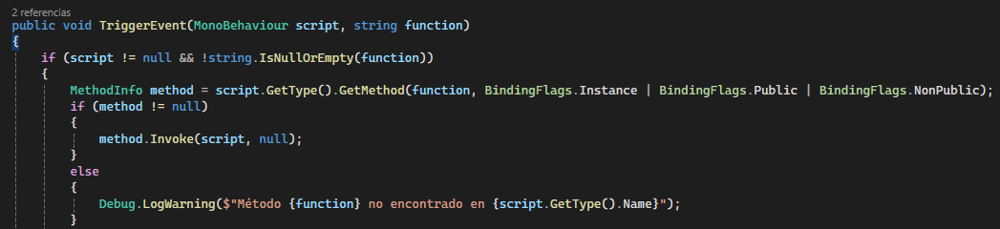 2 referencias
public void TriggerEvent(MonoBehaviour script, string function)
{
if (script != null && !string.IsNullOrEmpty(function))
{
MethodInfo method = script.GetType().GetMethod(function, BindingFlags.Instance | BindingFlags.Public | BindingFlags.NonPublic);
if (method != null)
{
method.Invoke(script, null);
}
else
{
Debug.LogWarning($"Método {function} no encontrado en {script.GetType().Name}");
}